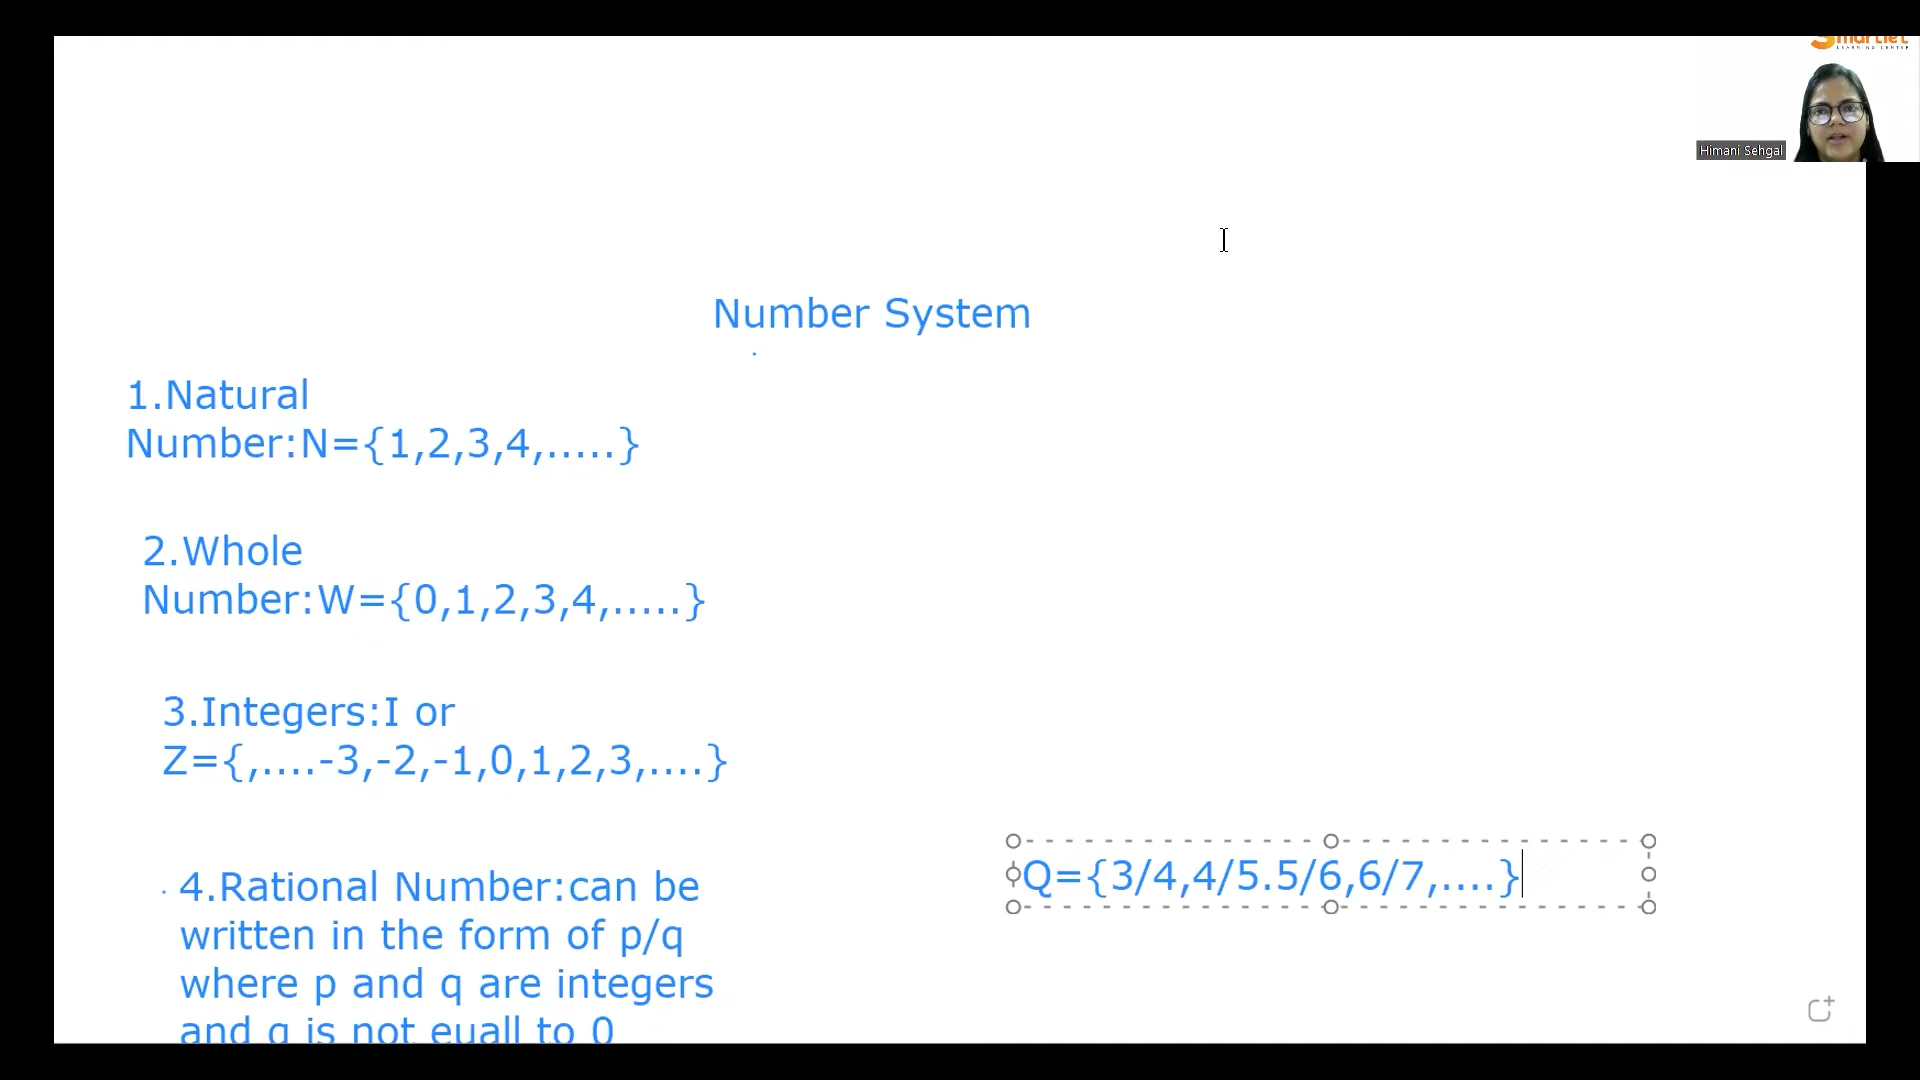 LEARNING CENTER
Himani Sehgal
Number System
1.Natural
Number:N={1,2,3,4,.....}
2.Whole
Number:W={0,1,2,3,4,.....}
3.Integers:I or
Z={,....-3,-2,-1,0,1,2,3,....}
4.Rational Number:can be
written in the form of p/q
where p and q are integers
and q is not euall to 0
Q={3/4,4/5.5/6,6/7,....}